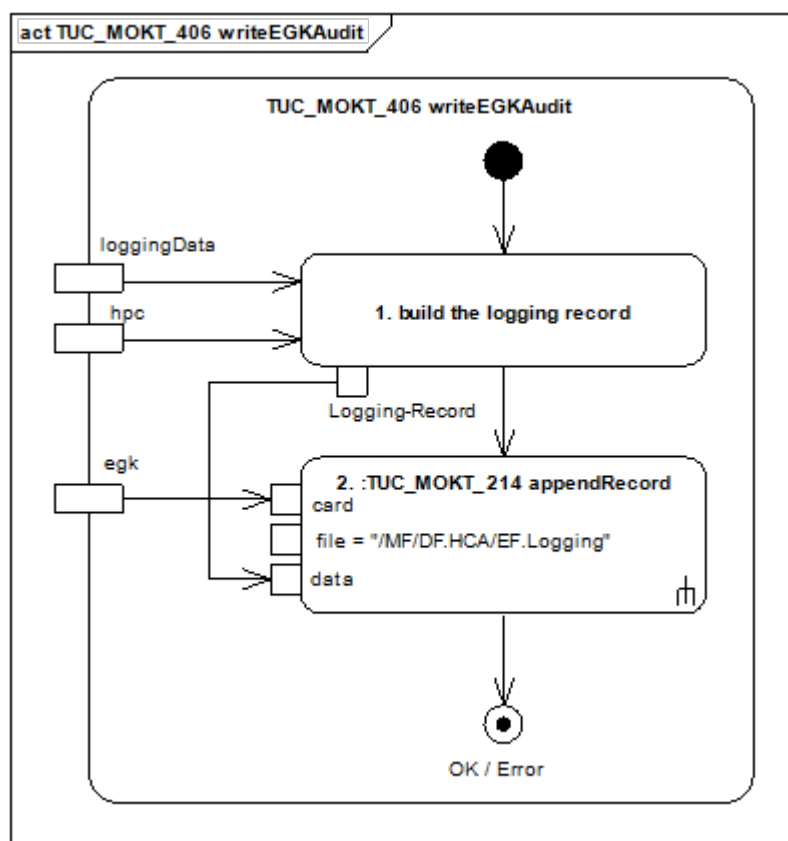 act TUC_MOKT_406 writeEGKAudit
TUC_MOKT_406 writeEGKAudit
loggingData
hpc
1. build the logging record
Logging-Record
egk
2. :TUC_MOKT_214 appendRecord
card
file = "/MF/DF.HCA/EF.Logging"
data
OK / Error